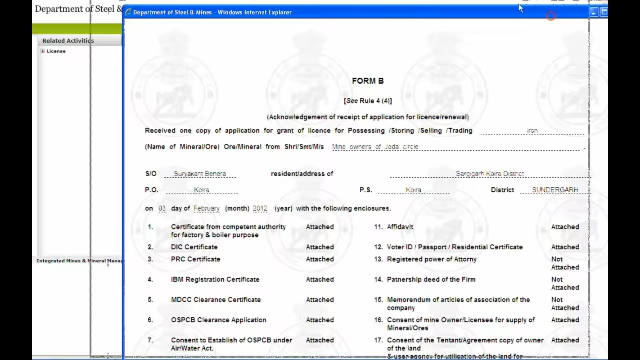 Department of Steel &
Department of Steel & Mines - Windows Internet Explorer
Related Activities
License
FORM B
[See Rule 4 (4)]
(Acknowledgement of receipt of application for licence/renewal)
Received one copy of application for grant of licence for Possessing /Storing /Selling /Trading iron
(Name of Mineral/Ore) Ore/Mineral from Shri/Smt/M/s Mine owners of Joda circle
S/O Suryakant Behera resident/address of Sargigarh Koira District
P.O. Koira P.S. Koira District SUNDERGARH
on 03 day of February (month) 2012 (year) with the following enclosures.
1. Certificate from competent authority for factory & boiler purpose Attached 11. Affidavit Attached
2. DIC Certificate Attached 12. Voter ID / Passport / Residential Certificate Attached
Integrated Mines & Mineral Manag
3. PRC Certificate Attached 13. Registered power of Attorny Not Attached
4. IBM Registration Certificate Attached 14. Patnership deed of the Firm Not Attached
5. MDCC Clearance Certificate Attached 15. Memorandum of articles of association of the company Not Attached
6. OSPCB Clearance Application Attached 16. Consent of mine Owner/Licensee for supply of Mineral/Ores Attached
7. Consent to Establish of OSPCB under Air/Water Act. Attached 17. Consent of the Tenant/Agreement copy of owner of the land Attached